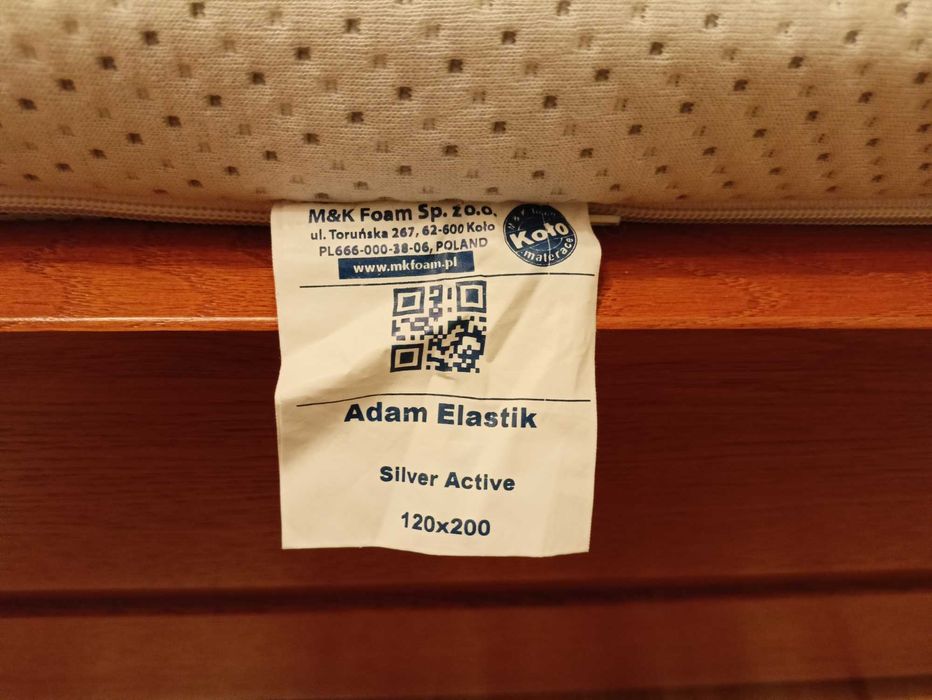 M&K Foam Sp. z o.o.
ul. Toruńska 267, 62-600 Koło
PL666-000-38-06, POLAND
www.mkfoam.pl
Koło
materace
Adam Elastik
Silver Active
120x200